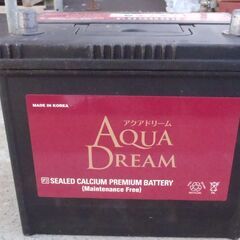 MADE IN KOREA
アクアドリーム
AQUA
DREAM
SEALED CALCIUM PREMIUM BATTERY
(Maintenance Free)